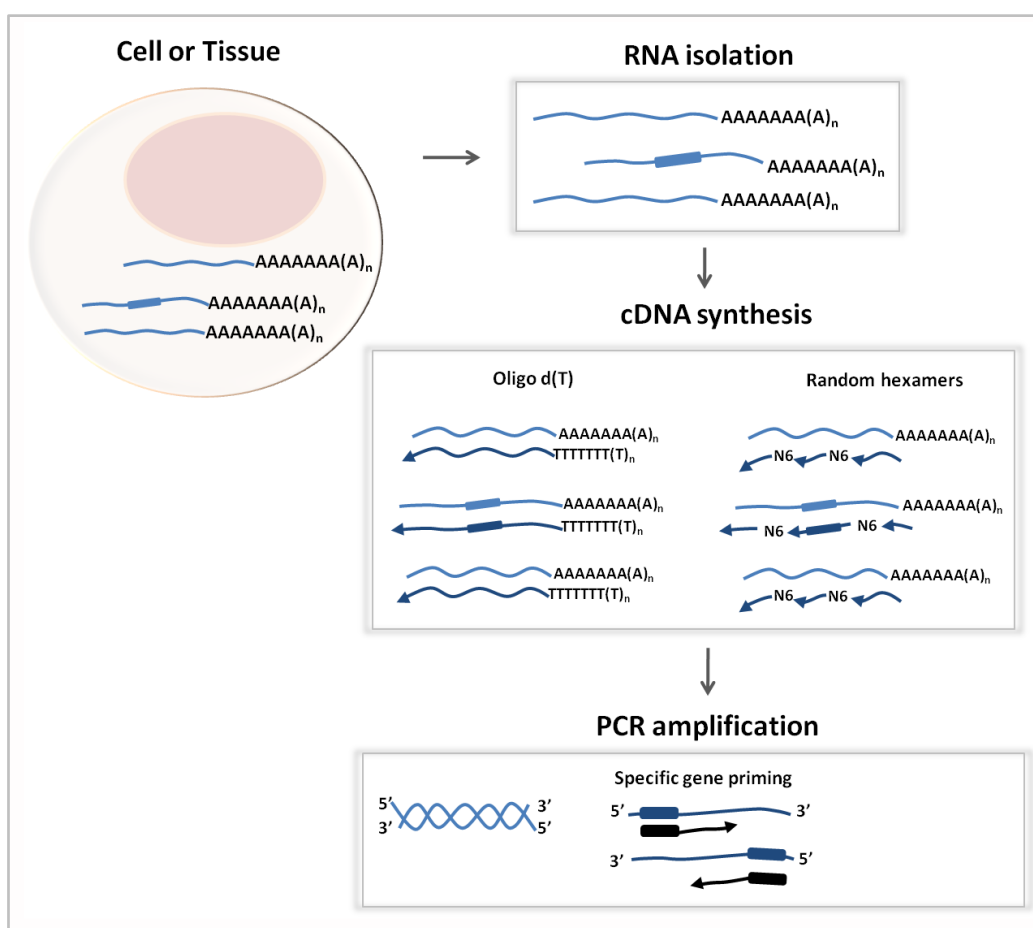 Cell or Tissue
AAAAAAA(A)n
AAAAAAA(A)n
AAAAAAA(A)n
RNA isolation
AAAAAAA(A)n
AAAAAAA(A)n
AAAAAAA(A)n
cDNA synthesis
Oligo d(T)
AAAAAAA(A)n
TTTTTTT(T)n
AAAAAAA(A)n
TTTTTTT(T)n
AAAAAAA(A)n
TTTTTTT(T)n
Random hexamers
AAAAAAA(A)n
N6 N6
AAAAAAA(A)n
N6 N6
AAAAAAA(A)n
N6 N6
PCR amplification
5’ 3’
3’ 5’
Specific gene priming
5’ 3’
3’ 5’